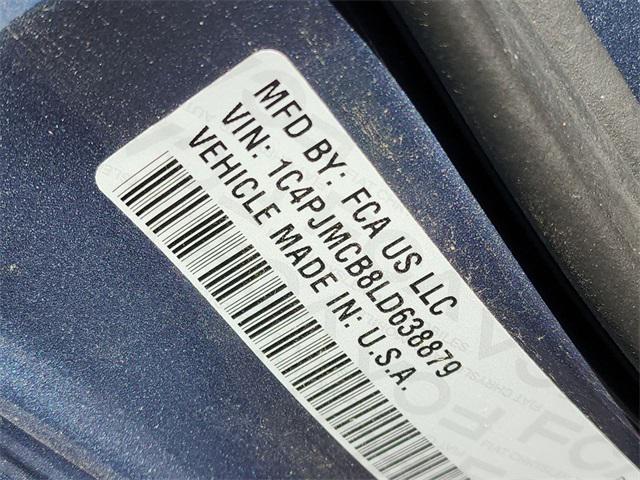 MFD BY: FCA US LLC
VIN: 1C4PJMCB8LD638879
VEHICLE MADE IN: U.S.A.